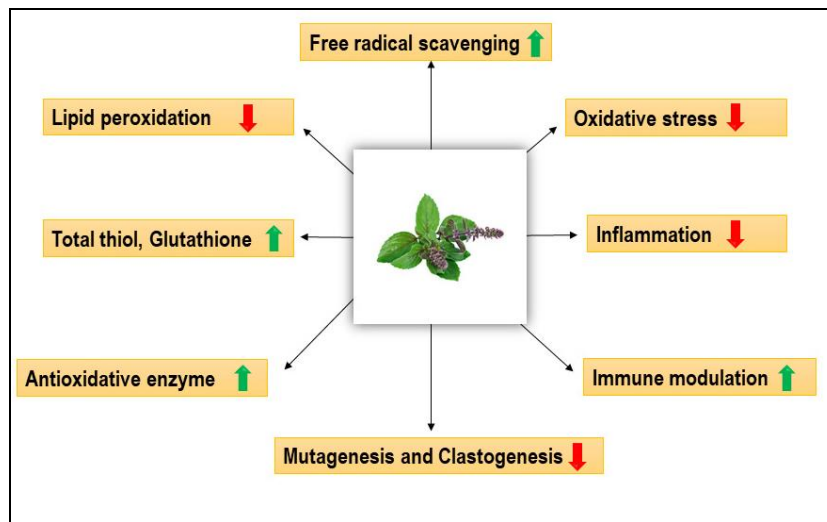 Free radical scavenging
Lipid peroxidation
Oxidative stress
Total thiol, Glutathione
Inflammation
Antioxidative enzyme
Immune modulation
Mutagenesis and Clastogenesis